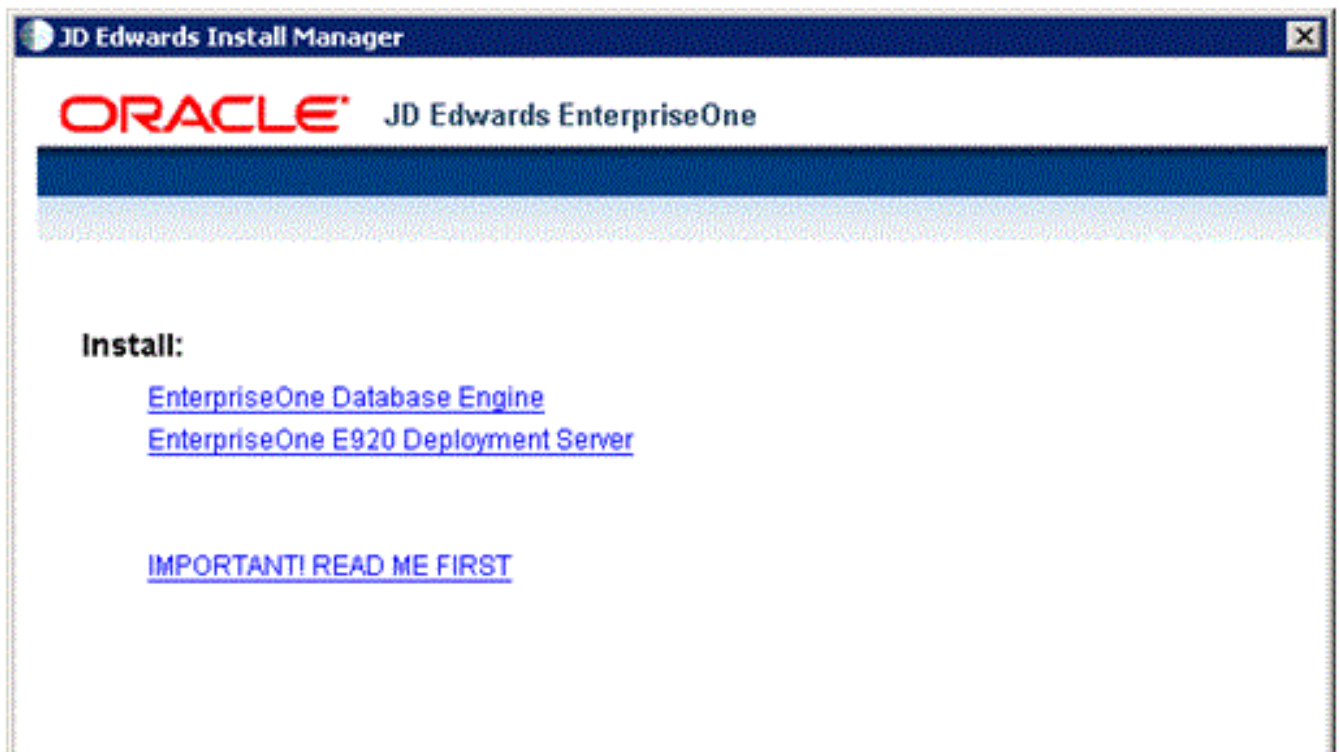 JD Edwards Install Manager
ORACLE JD Edwards EnterpriseOne
Install:
EnterpriseOne Database Engine
EnterpriseOne E920 Deployment Server
IMPORTANT! READ ME FIRST